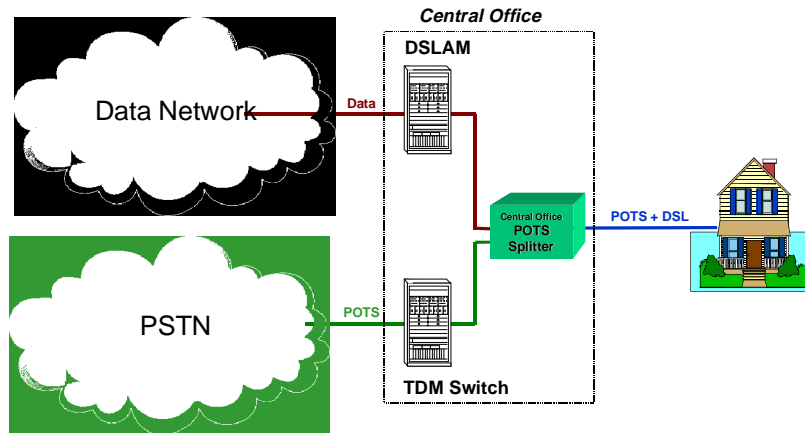 Central Office
DSLAM
Data Network
Data
Central Office
POTS
Splitter
POTS + DSL
PSTN
POTS
TDM Switch